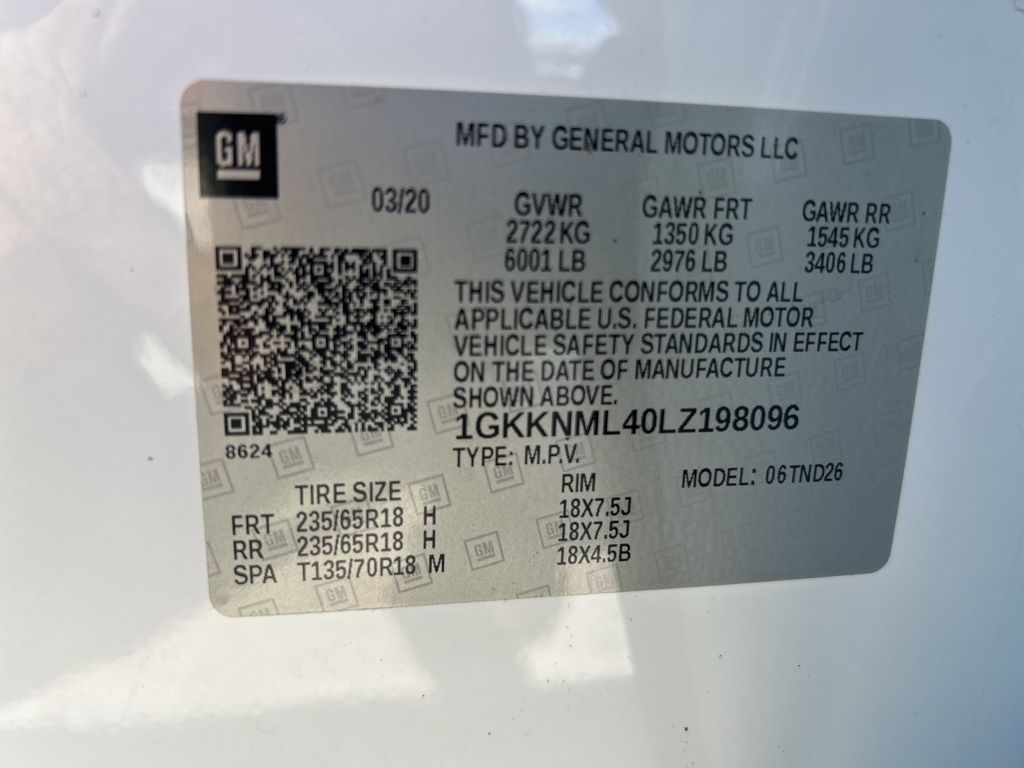 GM
MFD BY GENERAL MOTORS LLC
03/20
GVWR GAWR FRT GAWR RR
2722 KG 1350 KG 1545 KG
6001 LB 2976 LB 3406 LB
THIS VEHICLE CONFORMS TO ALL
APPLICABLE U.S. FEDERAL MOTOR
VEHICLE SAFETY STANDARDS IN EFFECT
ON THE DATE OF MANUFACTURE
SHOWN ABOVE.
1GKKNML40LZ198096
8624
TYPE: M.P.V. MODEL: 06TND26
TIRE SIZE RIM
FRT 235/65R18 H 18X7.5J
RR 235/65R18 H 18X7.5J
SPA T135/70R18 M 18X4.5B